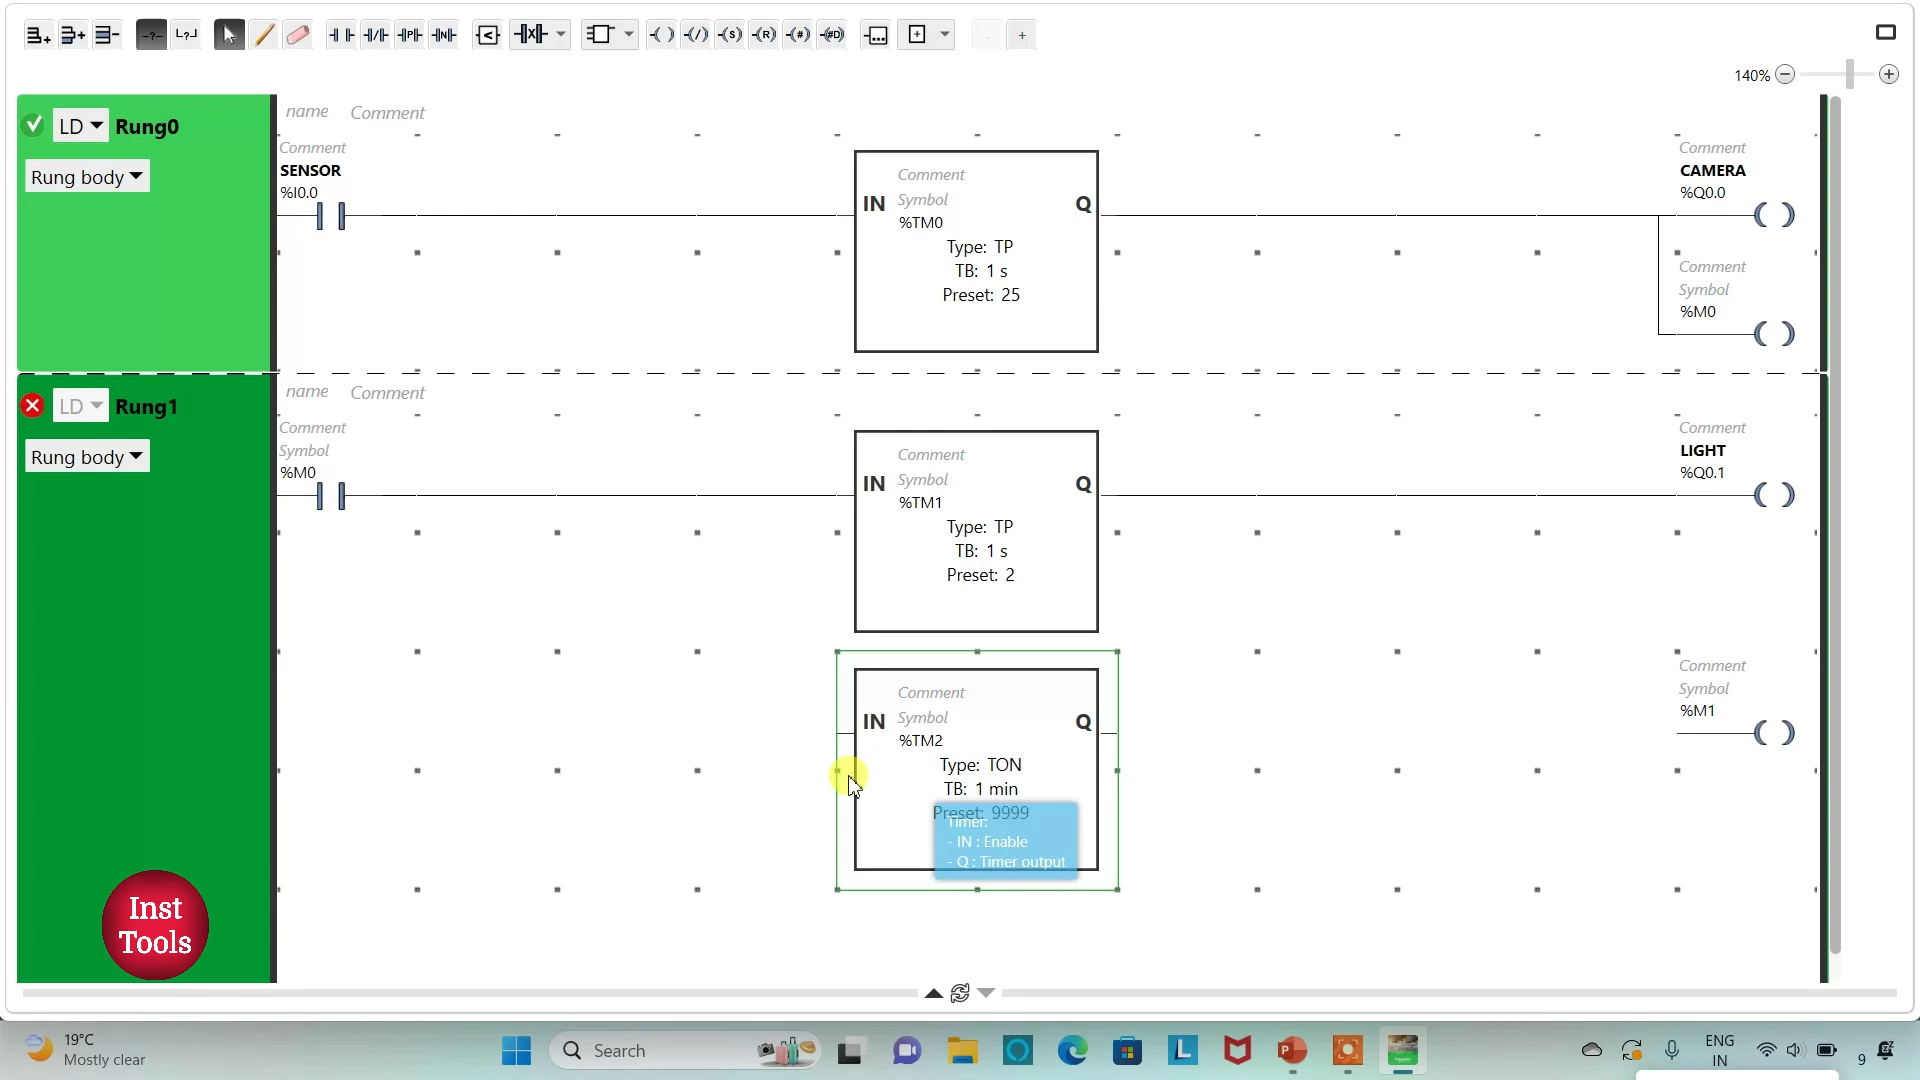 140%
LD Rung0
name Comment
Rung body
Comment
SENSOR
%I0.0
Comment
Symbol
IN
Q
%TM0
Type: TP
TB: 1 s
Preset: 25
Comment
CAMERA
%Q0.0
Comment
Symbol
%M0
LD Rung1
name Comment
Rung body
Comment
Symbol
%M0
Comment
Symbol
IN
Q
%TM1
Type: TP
TB: 1 s
Preset: 2
Comment
LIGHT
%Q0.1
Comment
Symbol
IN
Q
%TM2
Type: TON
TB: 1 min
Preset: 9999
Timer:
- IN : Enable
- Q : Timer output
Comment
Symbol
%M1
Inst
Tools
19°C
Mostly clear
Search
ENG
IN
9